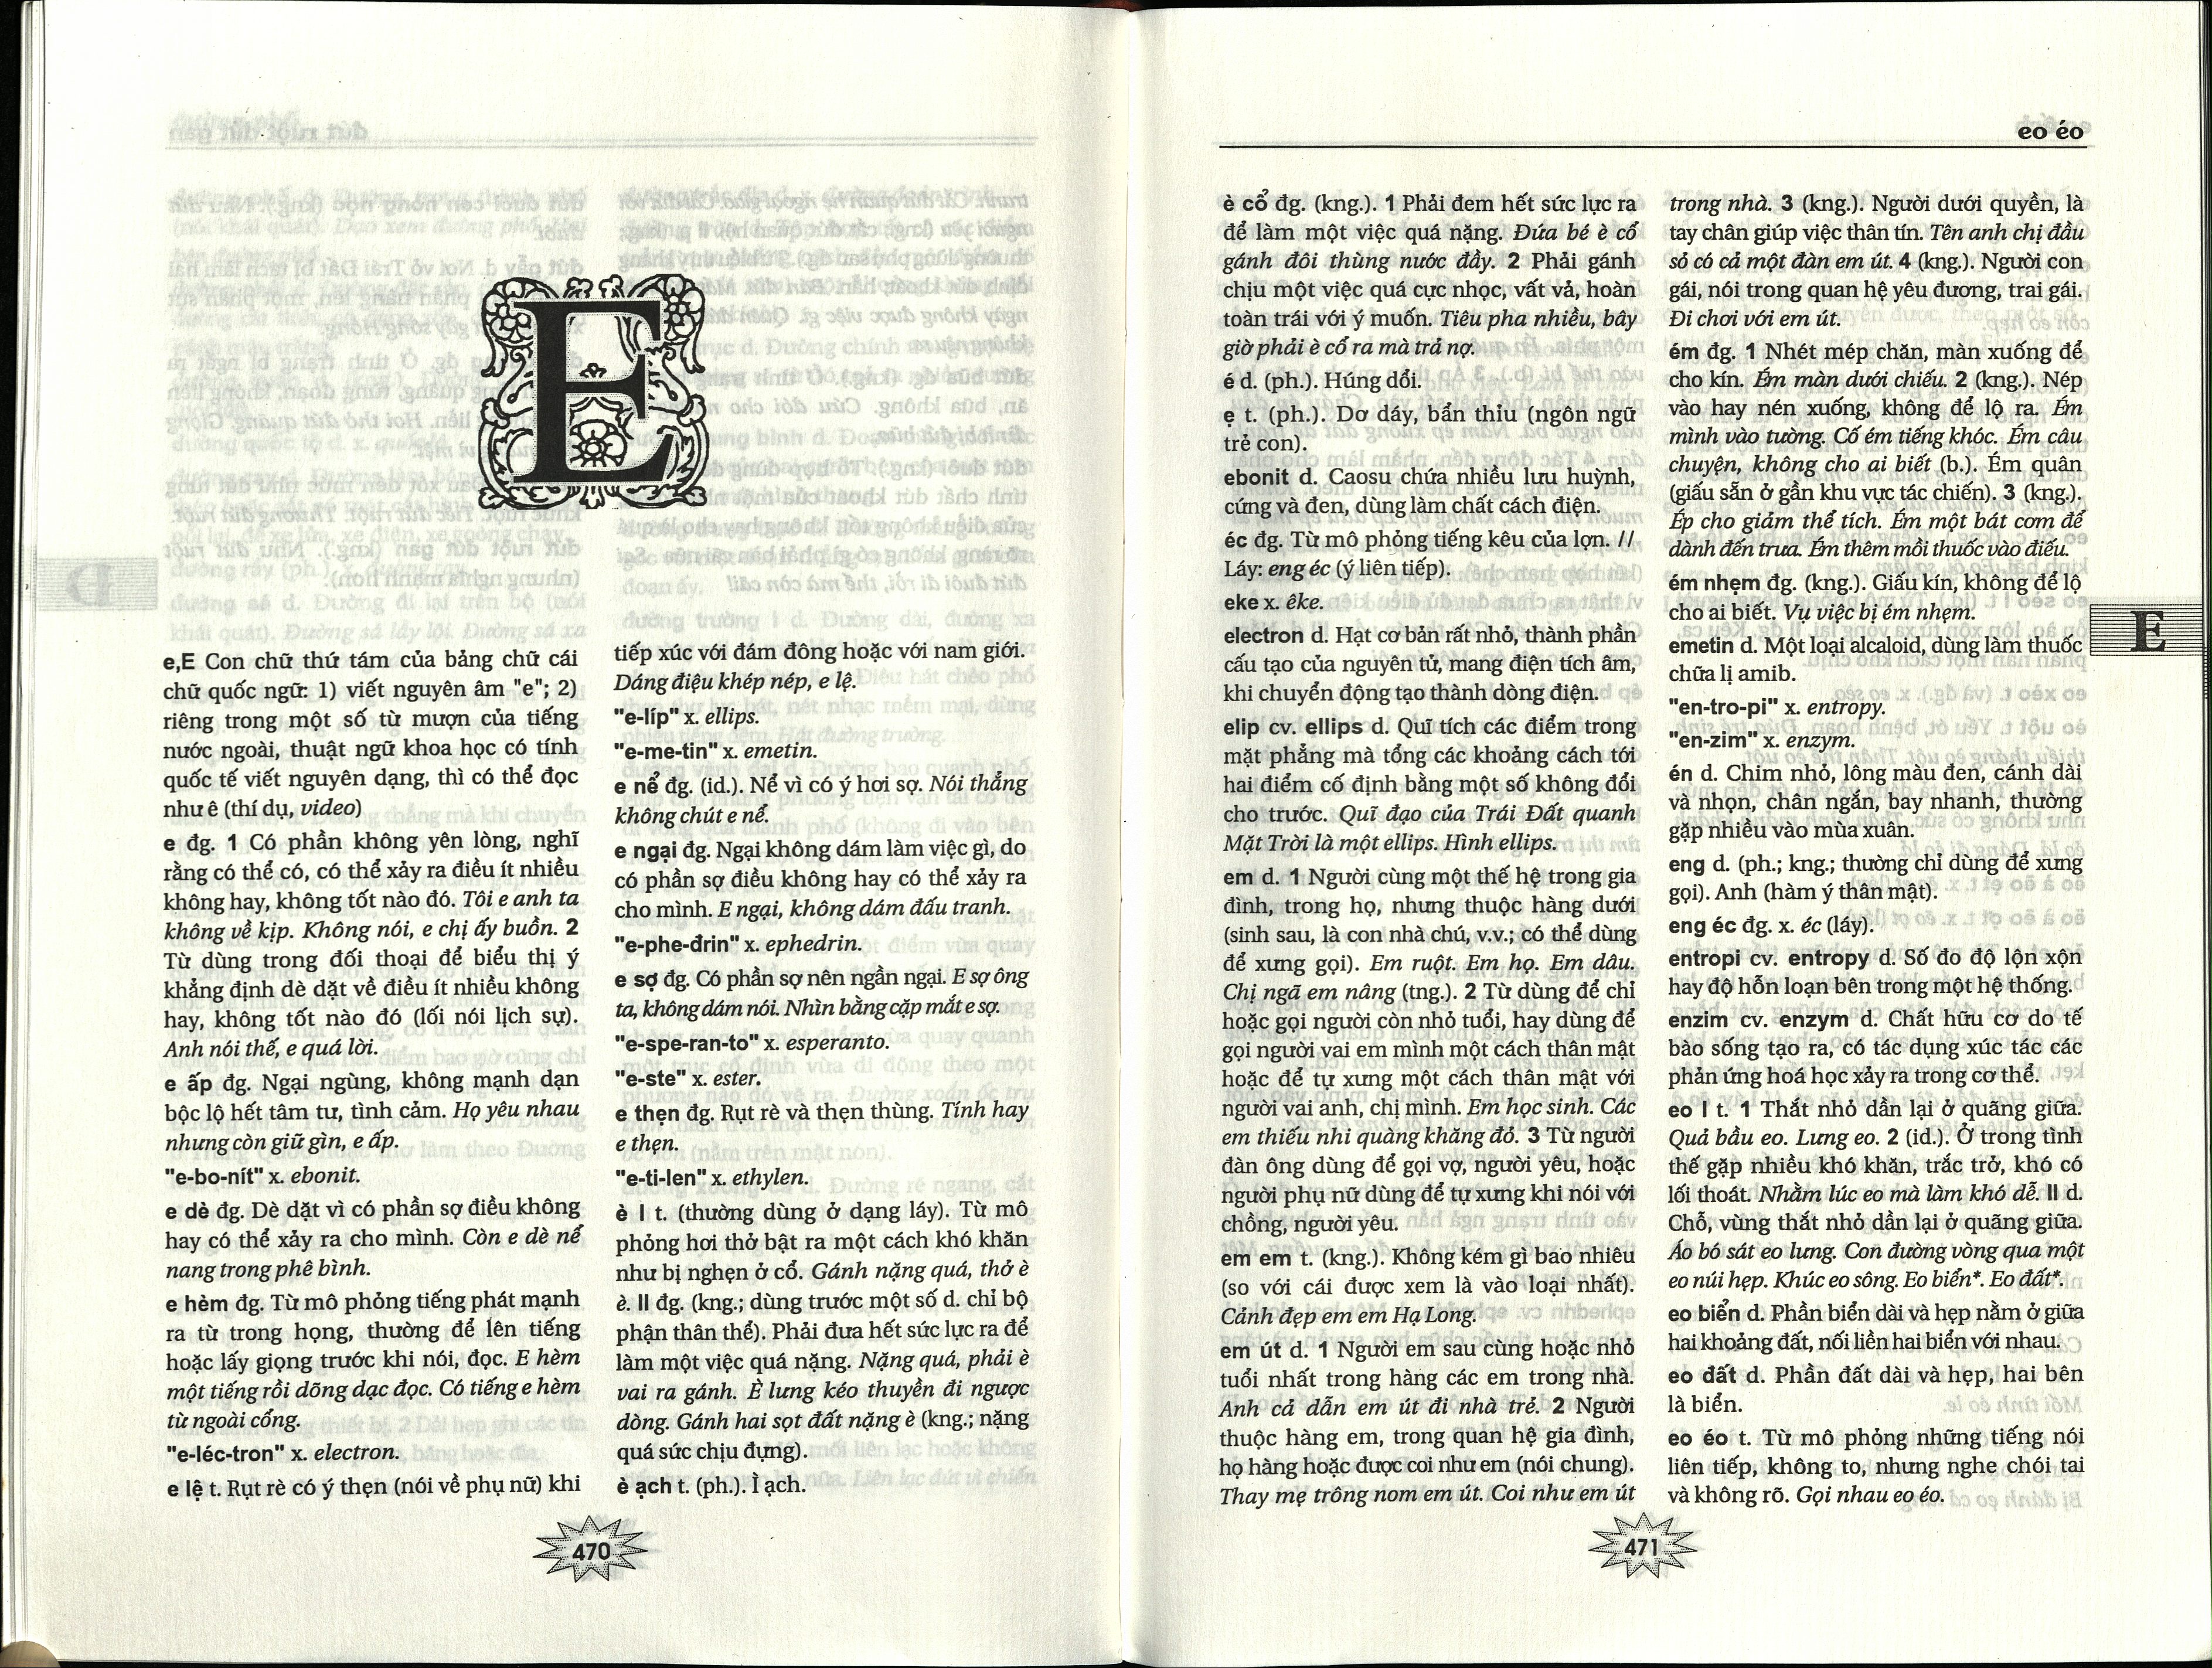 E
e,E Con chữ thứ tám của bảng chữ cái
chữ quốc ngữ: 1) viết nguyên âm "e"; 2)
riêng trong một số từ mượn của tiếng
nước ngoài, thuật ngữ khoa học có tính
quốc tế viết nguyên dạng, thì có thể đọc
như ê (thí dụ, video)
e đg. 1 Có phần không yên lòng, nghĩ
rằng có thể có, có thể xảy ra điều ít nhiều
không hay, không tốt nào đó. Tôi e anh ta
không về kịp. Không nói, e chị ấy buồn. 2
Từ dùng trong đối thoại để biểu thị ý
khẳng định dè dặt về điều ít nhiều không
hay, không tốt nào đó (lối nói lịch sự).
Anh nói thế, e quá lời.
e ấp đg. Ngại ngùng, không mạnh dạn
bộc lộ hết tâm tư, tình cảm. Họ yêu nhau
nhưng còn giữ gìn, e ấp.
"e-bo-nít" x. ebonit.
e dè đg. Dè dặt vì có phần sợ điều không
hay có thể xảy ra cho mình. Còn e dè nể
nang trong phê bình.
e hèm đg. Từ mô phỏng tiếng phát mạnh
ra từ trong họng, thường để lên tiếng
hoặc lấy giọng trước khi nói, đọc. E hèm
một tiếng rồi dõng dạc đọc. Có tiếng e hèm
từ ngoài cổng.
"e-léc-tron" x. electron.
e lệ t. Rụt rè có ý thẹn (nói về phụ nữ) khi
tiếp xúc với đám đông hoặc với nam giới.
Dáng điệu khép nép, e lệ.
"e-líp" x. ellips.
"e-me-tin" x. emetin.
e nể đg. (id.). Nể vì có ý hơi sợ. Nói thẳng
không chút e nể.
e ngại đg. Ngại không dám làm việc gì, do
có phần sợ điều không hay có thể xảy ra
cho mình. E ngại, không dám đấu tranh.
"e-phe-đrin" x. ephedrin.
e sợ đg. Có phần sợ nên ngần ngại. E sợ ông
ta, không dám nói. Nhìn bằng cặp mắt e sợ.
"e-spe-ran-to" x. esperanto.
"e-ste" x. ester.
e thẹn đg. Rụt rè và thẹn thùng. Tính hay
e thẹn.
"e-ti-len" x. ethylen.
è I t. (thường dùng ở dạng láy). Từ mô
phỏng hơi thở bật ra một cách khó khăn
như bị nghẹn ở cổ. Gánh nặng quá, thở è
è. II đg. (kng.; dùng trước một số d. chỉ bộ
phận thân thể). Phải đưa hết sức lực ra để
làm một việc quá nặng. Nặng quá, phải è
vai ra gánh. È lưng kéo thuyền đi ngược
dòng. Gánh hai sọt đất nặng è (kng.; nặng
quá sức chịu đựng).
è ạch t. (ph.). Ì ạch.
470
eo éo
è cổ đg. (kng.). 1 Phải đem hết sức lực ra
để làm một việc quá nặng. Đứa bé è cổ
gánh đôi thùng nước đầy. 2 Phải gánh
chịu một việc quá cực nhọc, vất vả, hoàn
toàn trái với ý muốn. Tiêu pha nhiều, bây
giờ phải è cổ ra mà trả nợ.
é d. (ph.). Húng dổi.
ẹ t. (ph.). Dơ dáy, bẩn thỉu (ngôn ngữ
trẻ con).
ebonit d. Caosu chứa nhiều lưu huỳnh,
cứng và đen, dùng làm chất cách điện.
éc đg. Từ mô phỏng tiếng kêu của lợn. //
Láy: eng éc (ý liên tiếp).
eke x. êke.
electron d. Hạt cơ bản rất nhỏ, thành phần
cấu tạo của nguyên tử, mang điện tích âm,
khi chuyển động tạo thành dòng điện.
elip cv. ellips d. Quĩ tích các điểm trong
mặt phẳng mà tổng các khoảng cách tới
hai điểm cố định bằng một số không đổi
cho trước. Quĩ đạo của Trái Đất quanh
Mặt Trời là một ellips. Hình ellips.
em d. 1 Người cùng một thế hệ trong gia
đình, trong họ, nhưng thuộc hàng dưới
(sinh sau, là con nhà chú, v.v.; có thể dùng
để xưng gọi). Em ruột. Em họ. Em dâu.
Chị ngã em nâng (tng.). 2 Từ dùng để chỉ
hoặc gọi người còn nhỏ tuổi, hay dùng để
gọi người vai em mình một cách thân mật
hoặc để tự xưng một cách thân mật với
người vai anh, chị mình. Em học sinh. Các
em thiếu nhi quàng khăng đỏ. 3 Từ người
đàn ông dùng để gọi vợ, người yêu, hoặc
người phụ nữ dùng để tự xưng khi nói với
chồng, người yêu.
em em t. (kng.). Không kém gì bao nhiêu
(so với cái được xem là vào loại nhất).
Cảnh đẹp em em Hạ Long.
em út d. 1 Người em sau cùng hoặc nhỏ
tuổi nhất trong hàng các em trong nhà.
Anh cả dẫn em út đi nhà trẻ. 2 Người
thuộc hàng em, trong quan hệ gia đình,
họ hàng hoặc được coi như em (nói chung).
Thay mẹ trông nom em út. Coi như em út
trong nhà. 3 (kng.). Người dưới quyền, là
tay chân giúp việc thân tín. Tên anh chị đầu
sỏ có cả một đàn em út. 4 (kng.). Người con
gái, nói trong quan hệ yêu đương, trai gái.
Đi chơi với em út.
ém đg. 1 Nhét mép chăn, màn xuống để
cho kín. Ém màn dưới chiếu. 2 (kng.). Nép
vào hay nén xuống, không để lộ ra. Ém
mình vào tường. Cố ém tiếng khóc. Ém câu
chuyện, không cho ai biết (b.). Ém quân
(giấu sẵn ở gần khu vực tác chiến). 3 (kng.).
Ép cho giảm thể tích. Ém một bát cơm để
dành đến trưa. Ém thêm mồi thuốc vào điếu.
ém nhẹm đg. (kng.). Giấu kín, không để lộ
cho ai biết. Vụ việc bị ém nhẹm.
emetin d. Một loại alcaloid, dùng làm thuốc
chữa lị amib.
"en-tro-pi" x. entropy.
"en-zim" x. enzym.
én d. Chim nhỏ, lông màu đen, cánh dài
và nhọn, chân ngắn, bay nhanh, thường
gặp nhiều vào mùa xuân.
eng d. (ph.; kng.; thường chỉ dùng để xưng
gọi). Anh (hàm ý thân mật).
eng éc đg. x. éc (láy).
entropi cv. entropy d. Số đo độ lộn xộn
hay độ hỗn loạn bên trong một hệ thống.
enzim cv. enzym d. Chất hữu cơ do tế
bào sống tạo ra, có tác dụng xúc tác các
phản ứng hoá học xảy ra trong cơ thể.
eo I t. 1 Thắt nhỏ dần lại ở quãng giữa.
Quả bầu eo. Lưng eo. 2 (id.). Ở trong tình
thế gặp nhiều khó khăn, trắc trở, khó có
lối thoát. Nhằm lúc eo mà làm khó dễ. II d.
Chỗ, vùng thắt nhỏ dần lại ở quãng giữa.
Áo bó sát eo lưng. Con đường vòng qua một
eo núi hẹp. Khúc eo sông. Eo biển*. Eo đất*.
eo biển d. Phần biển dài và hẹp nằm ở giữa
hai khoảng đất, nối liền hai biển với nhau.
eo đất d. Phần đất dài và hẹp, hai bên
là biển.
eo éo t. Từ mô phỏng những tiếng nói
liên tiếp, không to, nhưng nghe chói tai
và không rõ. Gọi nhau eo éo.
E
471